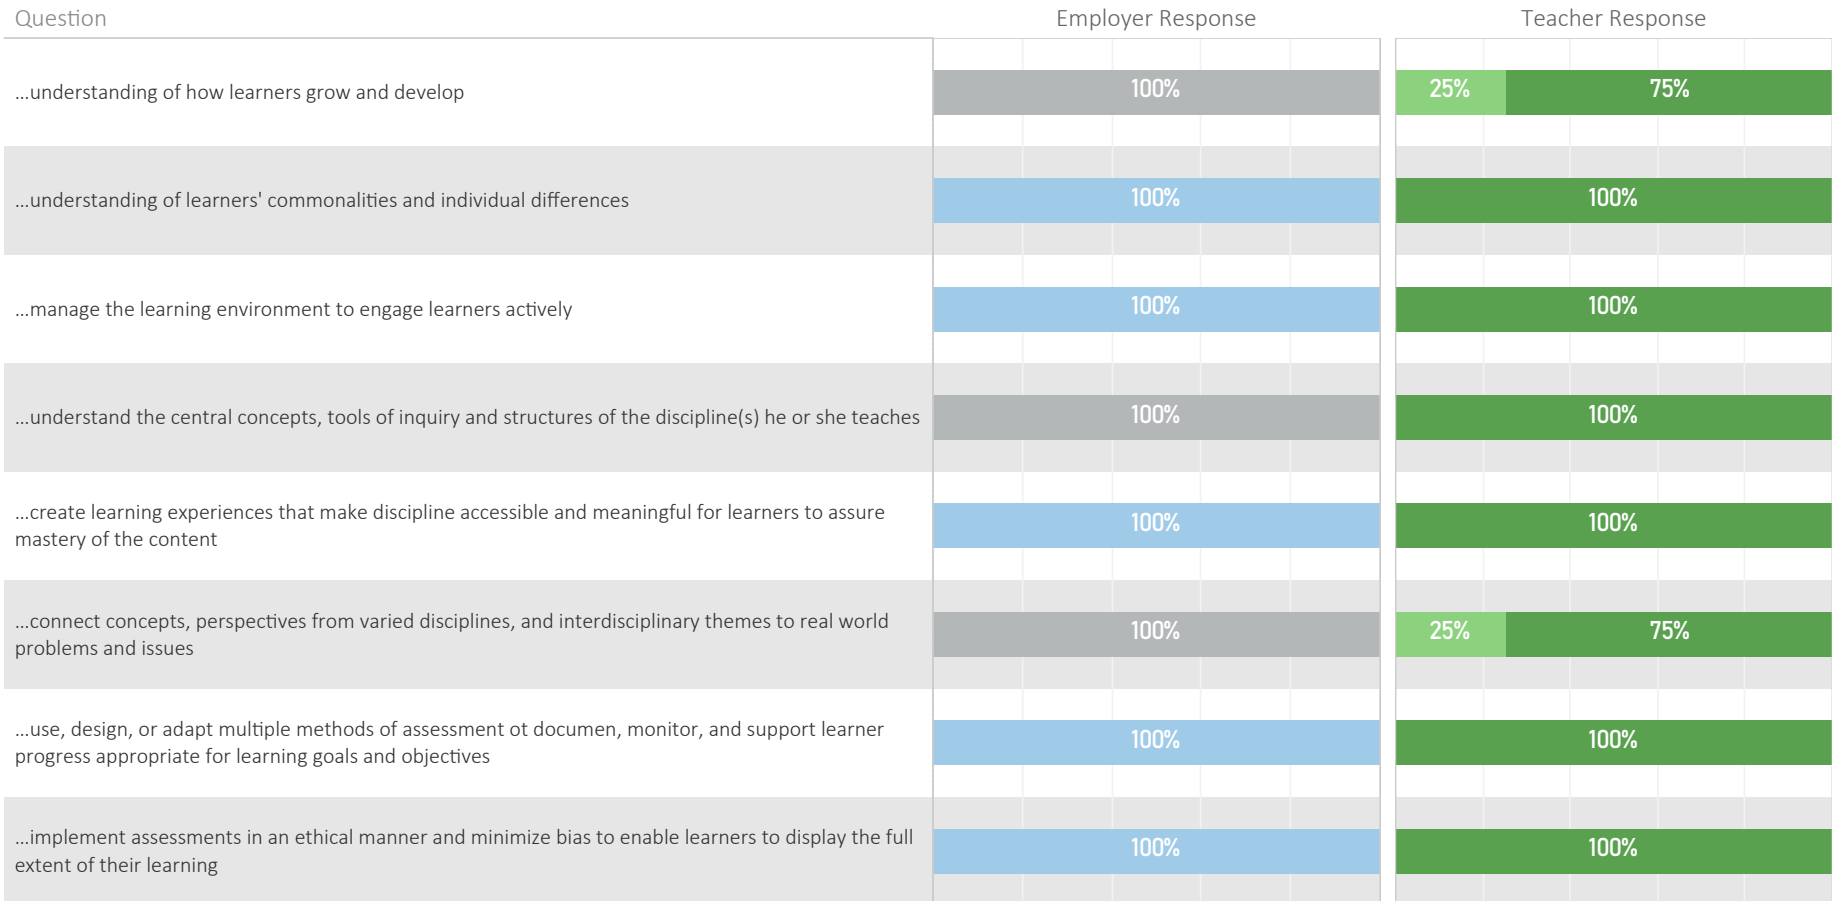 Question Employer Response Teacher Response
...understanding of how learners grow and develop 100% 25% 75%
...understanding of learners' commonalities and individual differences 100% 100%
...manage the learning environment to engage learners actively 100% 100%
...understand the central concepts, tools of inquiry and structures of the discipline(s) he or she teaches 100% 100%
...create learning experiences that make discipline accessible and meaningful for learners to assure
mastery of the content
100% 100%
...connect concepts, perspectives from varied disciplines, and interdisciplinary themes to real world
problems and issues
100% 25% 75%
...use, design, or adapt multiple methods of assessment ot documen, monitor, and support learner
progress appropriate for learning goals and objectives
100% 100%
...implement assessments in an ethical manner and minimize bias to enable learners to display the full
extent of their learning
100% 100%